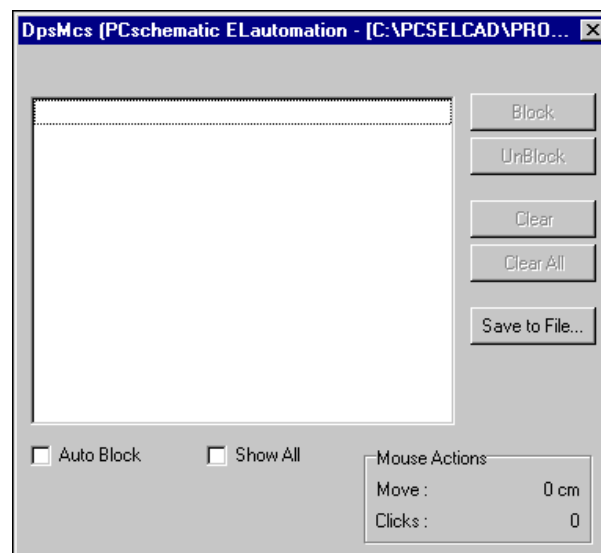 DpsMcs (PCschematic ELautomation - [C:\PCSELCAD\PRO...
Block
UnBlock
Clear
Clear All
Save to File...
Auto Block
Show All
Mouse Actions
Move : 0 cm
Clicks : 0